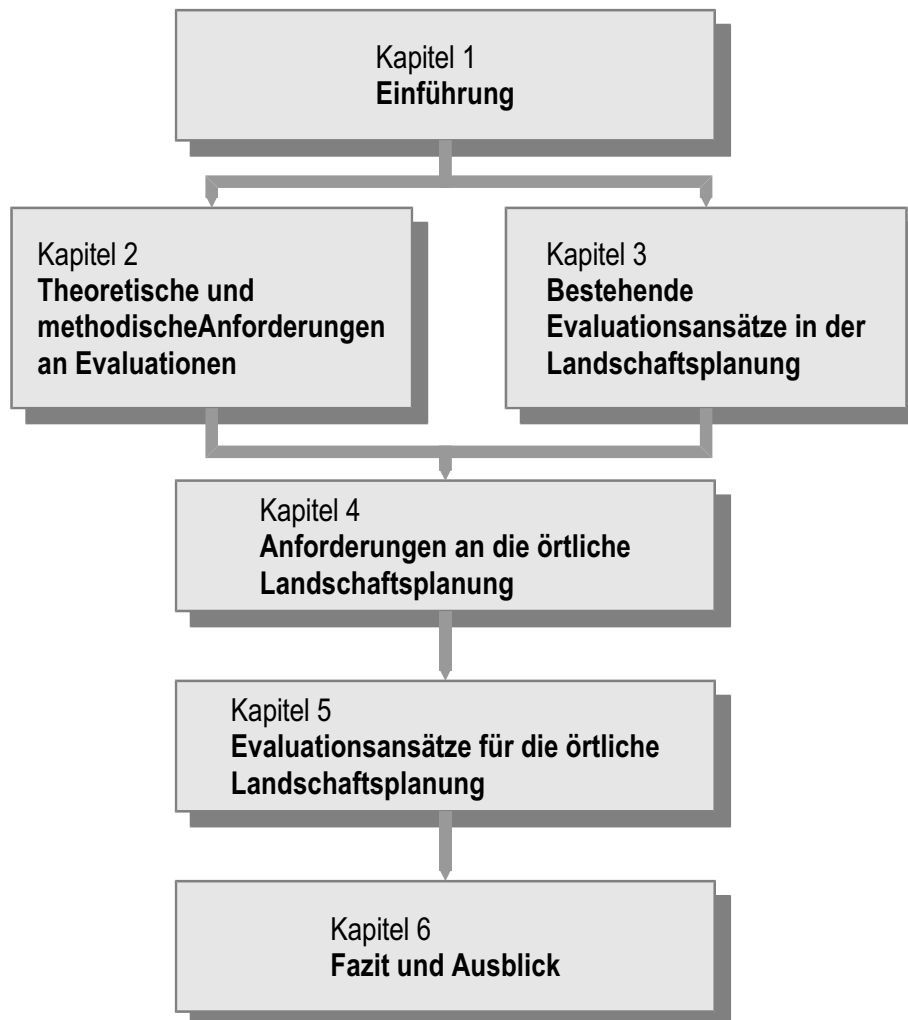 Kapitel 1
Einführung
Kapitel 2
Theoretische und
methodischeAnforderungen
an Evaluationen
Kapitel 3
Bestehende
Evaluationsansätze in der
Landschaftsplanung
Kapitel 4
Anforderungen an die örtliche
Landschaftsplanung
Kapitel 5
Evaluationsansätze für die örtliche
Landschaftsplanung
Kapitel 6
Fazit und Ausblick